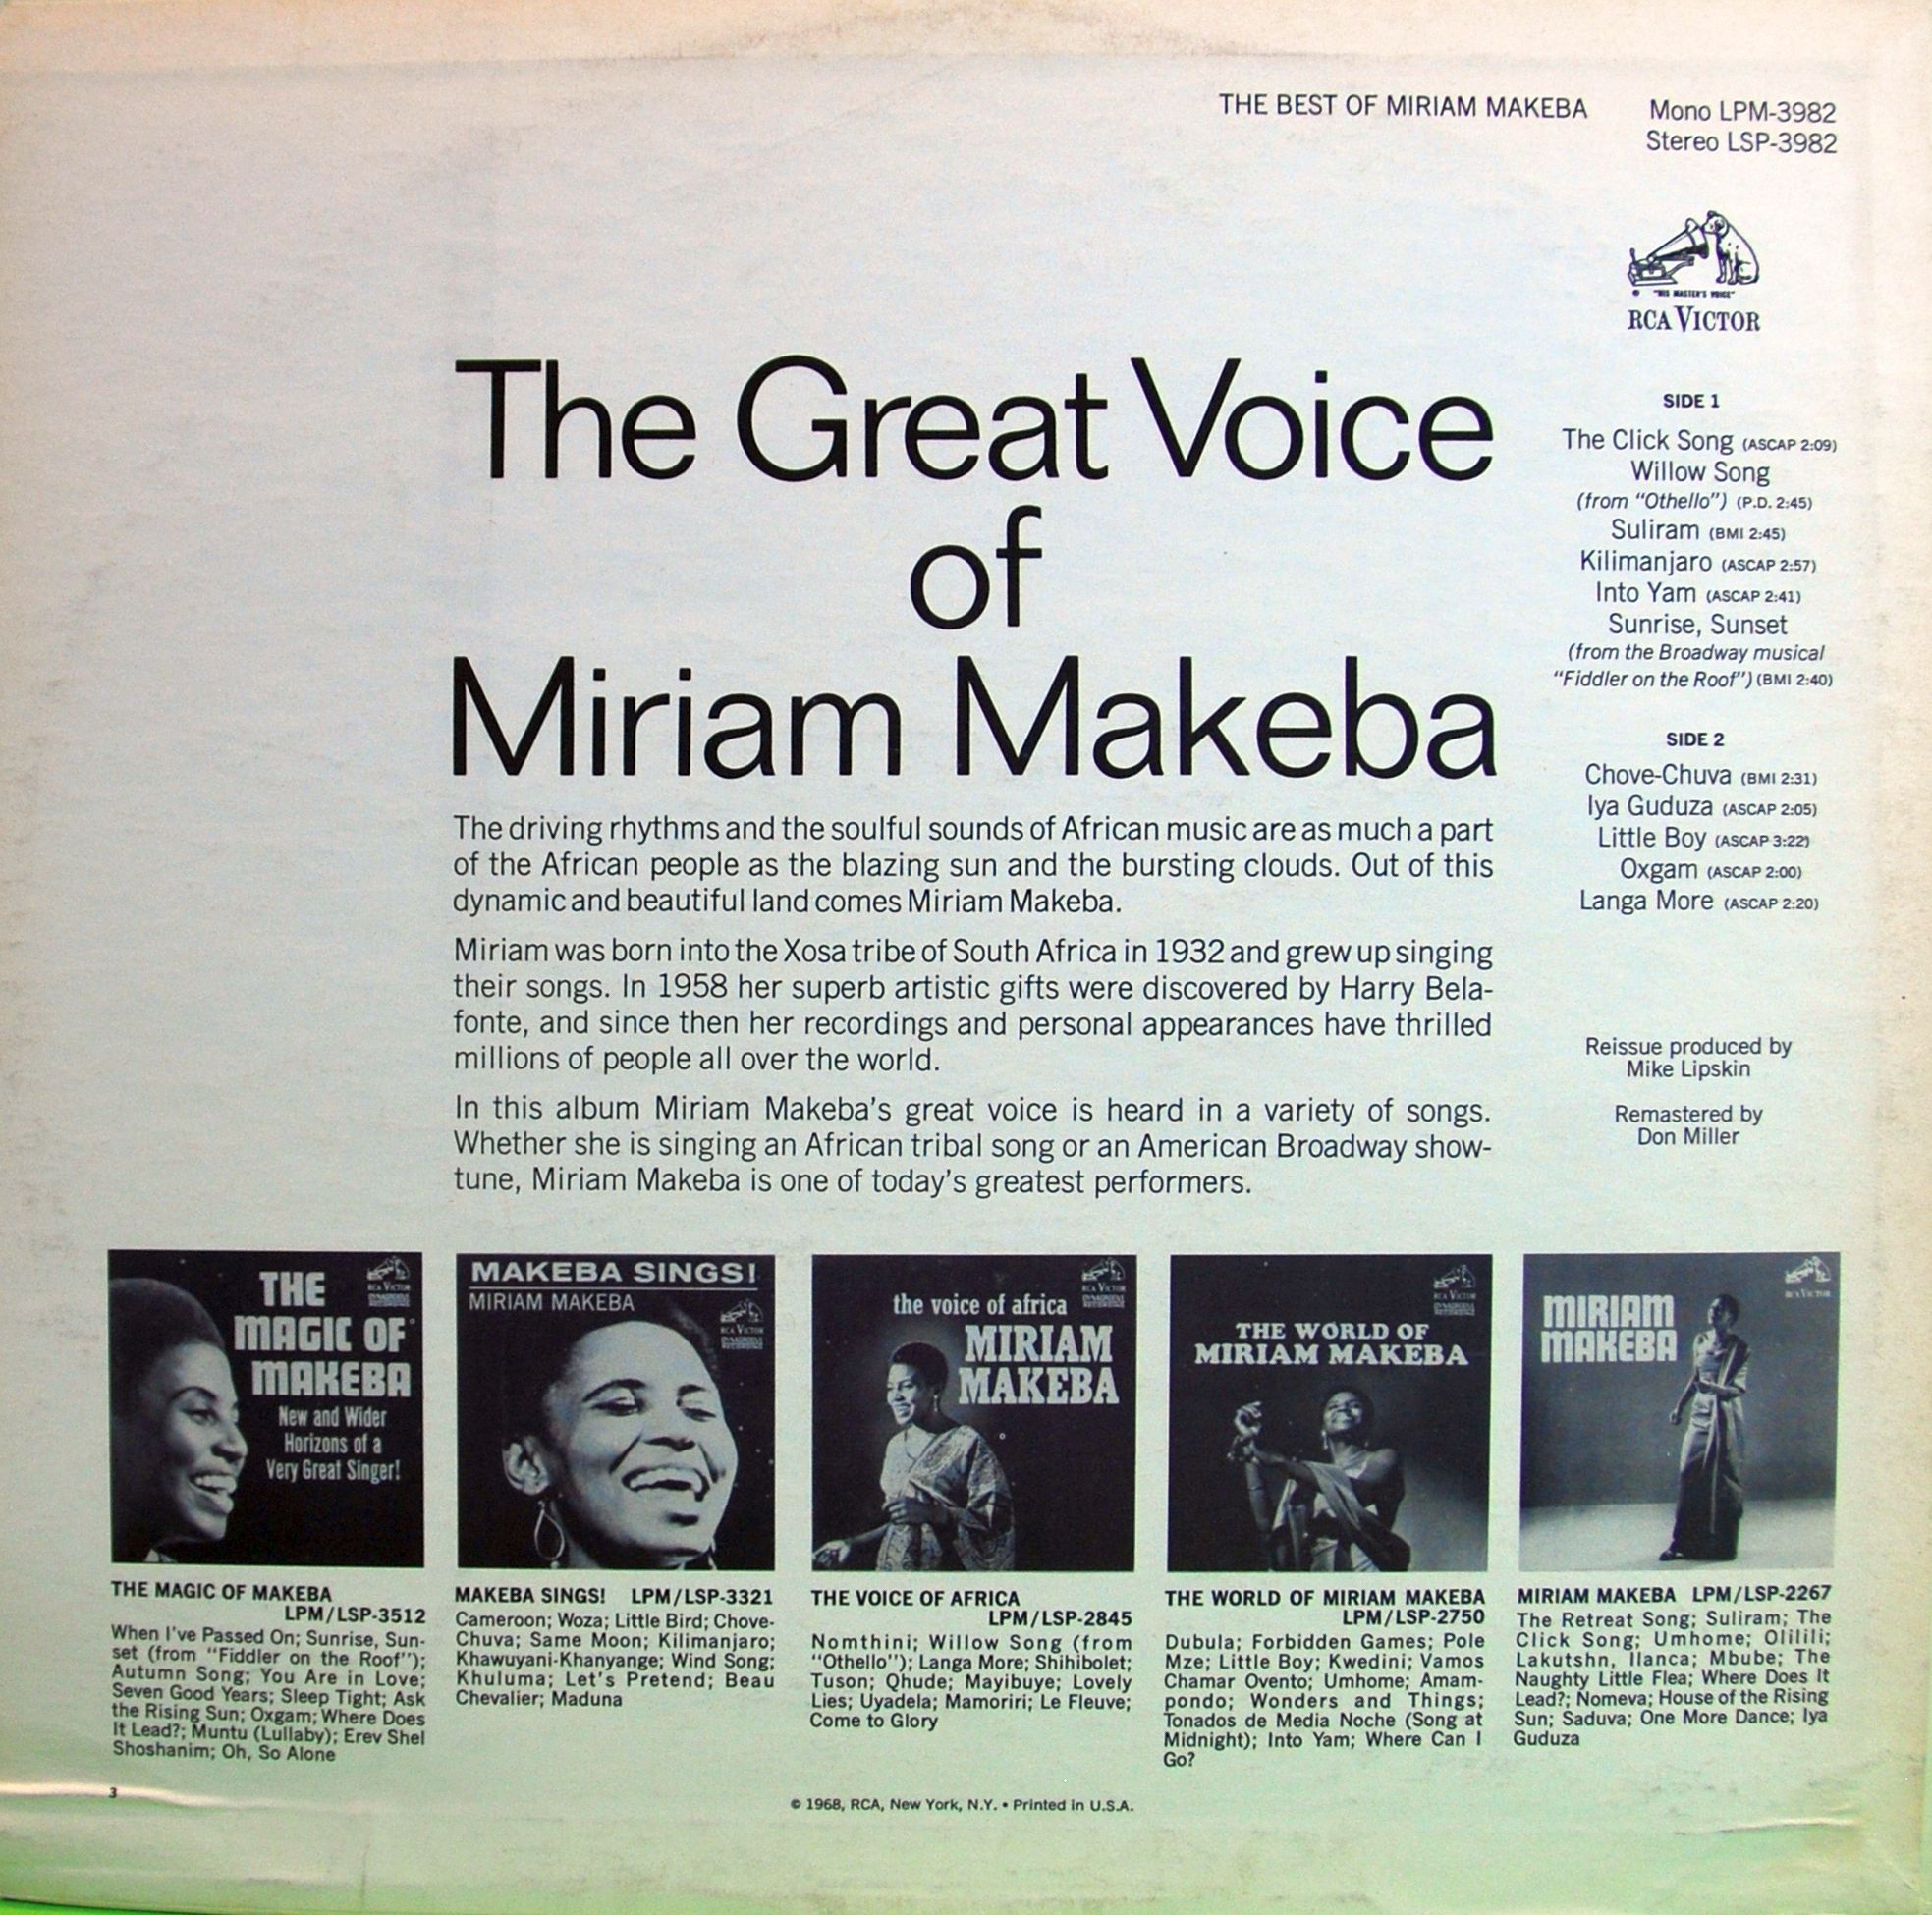 THE BEST OF MIRIAM MAKEBA
Mono LPM-3982
Stereo LSP-3982
"HIS MASTER'S VOICE"
RCA VICTOR
The Great Voice
of
Miriam Makeba
The driving rhythms and the soulful sounds of African music are as much a part
of the African people as the blazing sun and the bursting clouds. Out of this
dynamic and beautiful land comes Miriam Makeba.
Miriam was born into the Xosa tribe of South Africa in 1932 and grew up singing
their songs. In 1958 her superb artistic gifts were discovered by Harry Bela-
fonte, and since then her recordings and personal appearances have thrilled
millions of people all over the world.
In this album Miriam Makeba's great voice is heard in a variety of songs.
Whether she is singing an African tribal song or an American Broadway show-
tune, Miriam Makeba is one of today's greatest performers.
SIDE 1
The Click Song (ASCAP 2:09)
Willow Song
(from "Othello") (P.D. 2:45)
Suliram (BMI 2:45)
Kilimanjaro (ASCAP 2:57)
Into Yam (ASCAP 2:41)
Sunrise, Sunset
(from the Broadway musical
"Fiddler on the Roof") (BMI 2:40)
SIDE 2
Chove-Chuva (BMI 2:31)
Iya Guduza (ASCAP 2:05)
Little Boy (ASCAP 3:22)
Oxgam (ASCAP 2:00)
Langa More (ASCAP 2:20)
Reissue produced by
Mike Lipskin
Remastered by
Don Miller
THE
MAGIC OF
MAKEBA
New and Wider
Horizons of a
Very Great Singer!
RCA VICTOR
THE MAGIC OF MAKEBA
LPM/LSP-3512
When I've Passed On; Sunrise, Sun-
set (from "Fiddler on the Roof");
Autumn Song; You Are in Love;
Seven Good Years; Sleep Tight; Ask
the Rising Sun; Oxgam; Where Does
It Lead?; Muntu (Lullaby); Erev Shel
Shoshanim; Oh, So Alone
MAKEBA SINGS!
MIRIAM MAKEBA
RCA VICTOR
MAKEBA SINGS! LPM/LSP-3321
Cameroon; Woza; Little Bird; Chove-
Chuva; Same Moon; Kilimanjaro;
Khawuyani-Khanyange; Wind Song;
Khuluma; Let's Pretend; Beau
Chevalier; Maduna
the voice of africa
MIRIAM
MAKEBA
RCA VICTOR
THE VOICE OF AFRICA
LPM/LSP-2845
Nomthini; Willow Song (from
"Othello"); Langa More; Shihibolet;
Tuson; Qhude; Mayibuye; Lovely
Lies; Uyadela; Mamoriri; Le Fleuve;
Come to Glory
THE WORLD OF
MIRIAM MAKEBA
RCA VICTOR
THE WORLD OF MIRIAM MAKEBA
LPM/LSP-2750
Dubula; Forbidden Games; Pole
Mze; Little Boy; Kwedini; Vamos
Chamar Ovento; Umhome; Amam-
pondo; Wonders and Things;
Tonados de Media Noche (Song at
Midnight); Into Yam; Where Can I
Go?
MIRIAM
MAKEBA
RCA VICTOR
MIRIAM MAKEBA LPM/LSP-2267
The Retreat Song; Suliram; The
Click Song; Umhome; Olilili;
Lakutshn, Ilanca; Mbube; The
Naughty Little Flea; Where Does It
Lead?; Nomeva; House of the Rising
Sun; Saduva; One More Dance; Iya
Guduza
3
© 1968, RCA, New York, N.Y. • Printed in U.S.A.